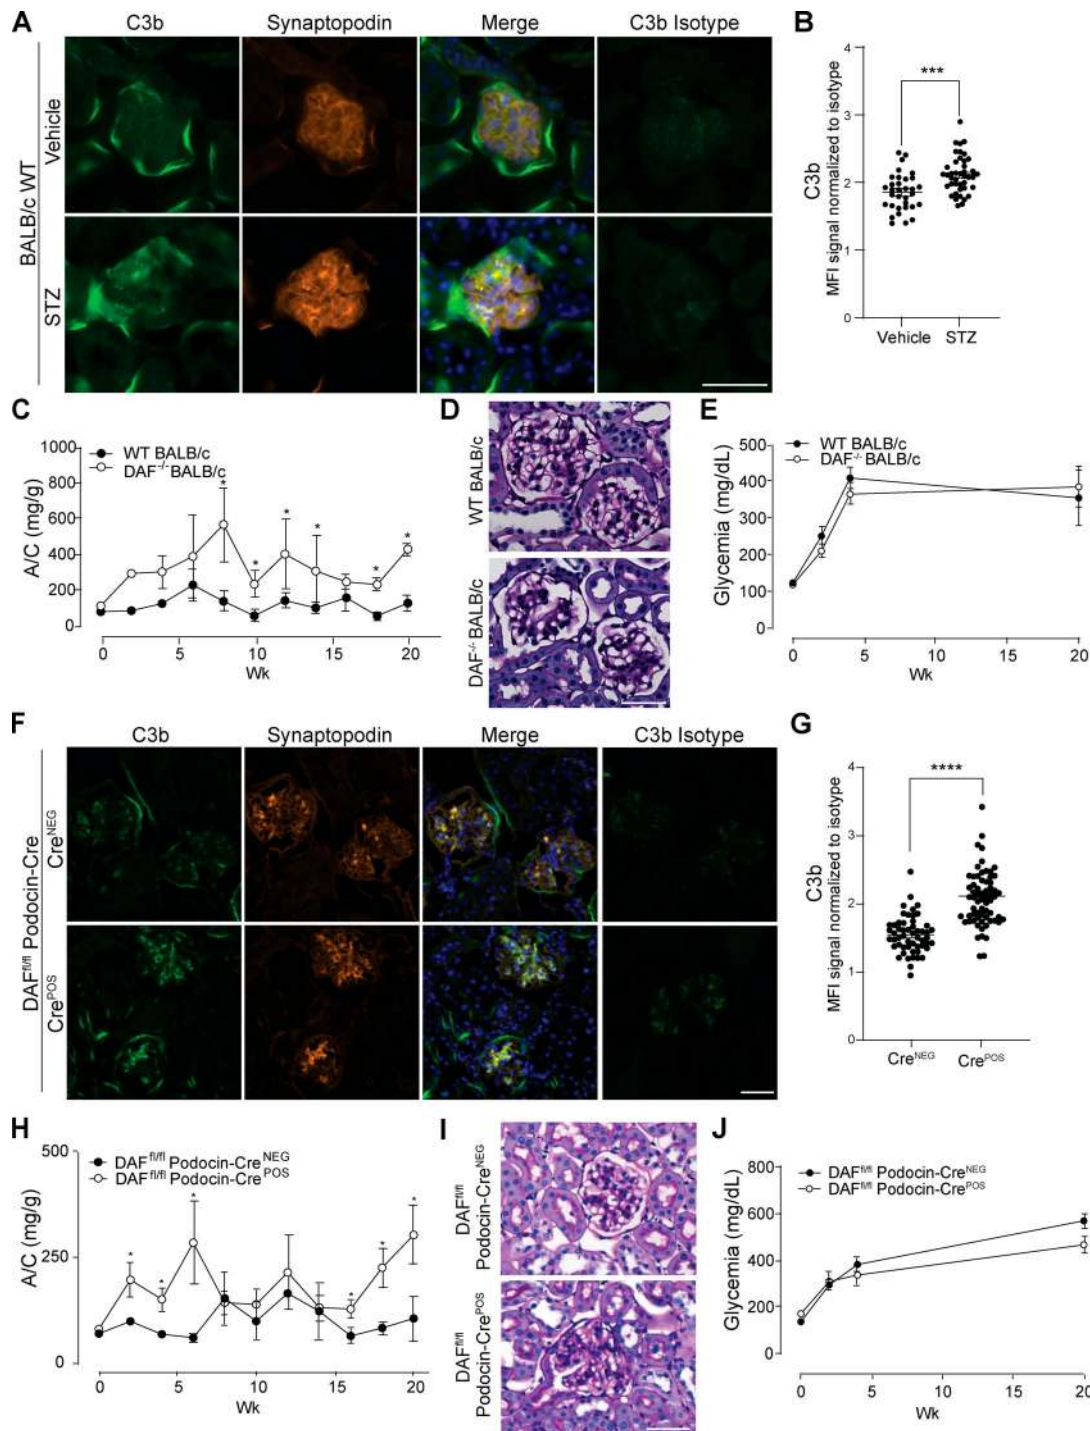 A
C3b
Synaptopodin
Merge
C3b Isotype
BALB/c WT
Vehicle
STZ
B
4
***
3
2
1
0
C3b
MFI signal normalized to isotype
Vehicle
STZ
C
1000
800
600
400
200
0
A/C (mg/g)
WT BALB/c
DAF-/- BALB/c
*
*
*
*
*
*
0
5
10
15
20
Wk
D
WT BALB/c
DAF-/- BALB/c
E
500
400
300
200
100
0
Glycemia (mg/dL)
WT BALB/c
DAF-/- BALB/c
0
5
10
15
20
Wk
F
C3b
Synaptopodin
Merge
C3b Isotype
DAFfl/fl Podocin-Cre
CreNEG
CrePOS
G
4
****
3
2
1
0
C3b
MFI signal normalized to isotype
CreNEG
CrePOS
H
500
250
0
A/C (mg/g)
DAFfl/fl Podocin-CreNEG
DAFfl/fl Podocin-CrePOS
*
*
*
*
*
*
0
5
10
15
20
Wk
I
DAFfl/fl
Podocin-CreNEG
DAFfl/fl
Podocin-CrePOS
J
800
600
400
200
0
Glycemia (mg/dL)
DAFfl/fl Podocin-CreNEG
DAFfl/fl Podocin-CrePOS
0
5
10
15
20
Wk